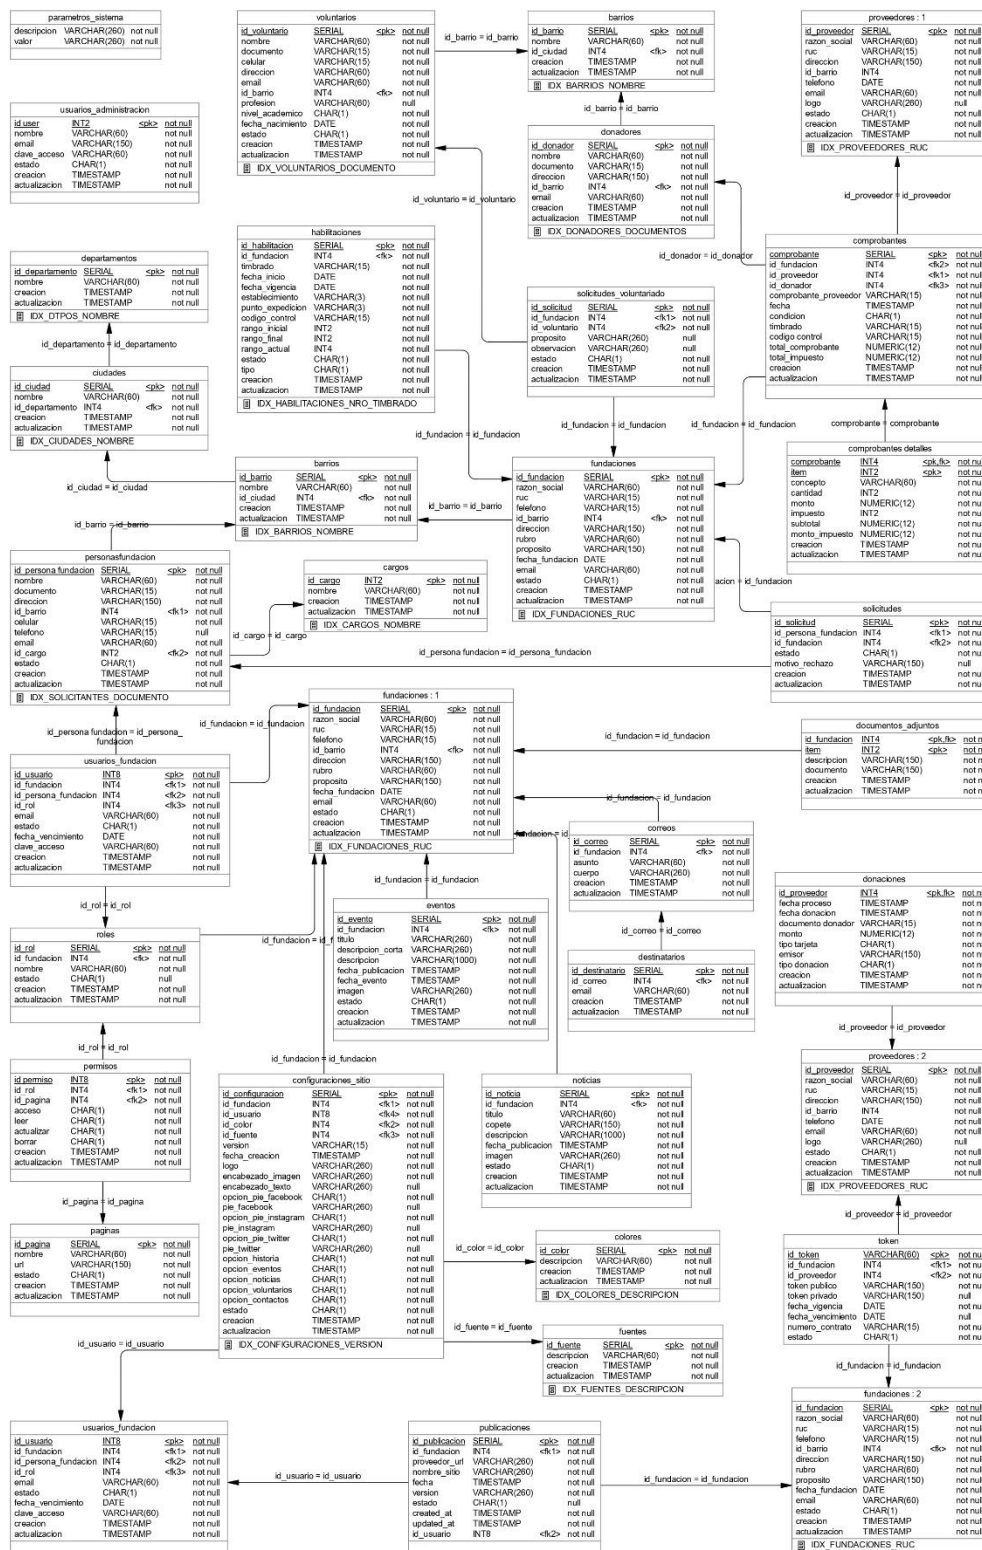 parametros_sistema
descripcion VARCHAR(260) not null
valor VARCHAR(260) not null
usuarios_administracion
id user INT2 <pk> not null
nombre VARCHAR(60) not null
email VARCHAR(150) not null
clave_acceso VARCHAR(60) not null
estado CHAR(1) not null
creacion TIMESTAMP not null
actualizacion TIMESTAMP not null
departamentos
id_departamento SERIAL <pk> not null
nombre VARCHAR(60) not null
creacion TIMESTAMP not null
actualizacion TIMESTAMP not null
IDX_DTPOS_NOMBRE
id_departamento = id_departamento
ciudades
id_ciudad SERIAL <pk> not null
nombre VARCHAR(60) not null
id_departamento INT4 <fk> not null
creacion TIMESTAMP not null
actualizacion TIMESTAMP not null
IDX_CIUDADES_NOMBRE
id_ciudad = id_ciudad
voluntarios
id_voluntario SERIAL <pk> not null
nombre VARCHAR(60) not null
documento VARCHAR(15) not null
celular VARCHAR(15) not null
direccion VARCHAR(60) not null
email VARCHAR(60) not null
id_barrio INT4 <fk> not null
profesion VARCHAR(60) null
nivel_academico CHAR(1) not null
fecha_nacimiento DATE not null
estado CHAR(1) not null
creacion TIMESTAMP not null
actualizacion TIMESTAMP not null
IDX_VOLUNTARIOS_DOCUMENTO
id_barrio = id_barrio
barrios
id_barrio SERIAL <pk> not null
nombre VARCHAR(60) not null
id_ciudad INT4 <fk> not null
creacion TIMESTAMP not null
actualizacion TIMESTAMP not null
IDX_BARRIOS_NOMBRE
id_barrio = id_barrio
donadores
id_donador SERIAL <pk> not null
nombre VARCHAR(60) not null
documento VARCHAR(15) not null
direccion VARCHAR(150) not null
id_barrio INT4 <fk> not null
email VARCHAR(60) not null
creacion TIMESTAMP not null
actualizacion TIMESTAMP not null
IDX_DONADORES_DOCUMENTOS
id_voluntario = id_voluntario
id_donador = id_donador
proveedores : 1
id_proveedor SERIAL <pk> not null
razon_social VARCHAR(60) not null
ruc VARCHAR(15) not null
direccion VARCHAR(150) not null
id_barrio INT4 not null
telefono DATE not null
email VARCHAR(60) not null
logo VARCHAR(260) null
estado CHAR(1) not null
creacion TIMESTAMP not null
actualizacion TIMESTAMP not null
IDX_PROVEEDORES_RUC
id_proveedor = id_proveedor
habilitaciones
id_habilitacion SERIAL <pk> not null
id_fundacion INT4 <fk> not null
timbrado VARCHAR(15) not null
fecha_inicio DATE not null
fecha_vigencia DATE not null
establecimiento VARCHAR(3) not null
punto_expedicion VARCHAR(3) not null
codigo_control VARCHAR(15) not null
rango_inicial INT2 not null
rango_final INT2 not null
rango_actual INT4 not null
estado CHAR(1) not null
tipo CHAR(1) not null
creacion TIMESTAMP not null
actualizacion TIMESTAMP not null
IDX_HABILITACIONES_NRO_TIMBRADO
id_fundacion = id_fundacion
solicitudes_voluntariado
id_solicitud SERIAL <pk> not null
id_fundacion INT4 <fk1> not null
id_voluntario INT4 <fk2> not null
proposito VARCHAR(260) null
observacion VARCHAR(260) null
estado CHAR(1) not null
creacion TIMESTAMP not null
actualizacion TIMESTAMP not null
id_fundacion = id_fundacion
comprobantes
comprobante SERIAL <pk> not null
id_fundacion INT4 <fk2> not null
id_proveedor INT4 <fk1> not null
id_donador INT4 <fk3> not null
comprobante_proveedor VARCHAR(15) not null
fecha TIMESTAMP not null
condicion CHAR(1) not null
timbrado VARCHAR(15) not null
codigo control VARCHAR(15) not null
total_comprobante NUMERIC(12) not null
total_impuesto NUMERIC(12) not null
creacion TIMESTAMP not null
actualizacion TIMESTAMP not null
id_fundacion = id_fundacion
comprobante = comprobante
comprobantes detalles
comprobante INT4 <pk,fk> not null
item INT2 <pk> not null
concepto VARCHAR(60) not null
cantidad INT2 not null
monto NUMERIC(12) not null
impuesto INT2 not null
subtotal NUMERIC(12) not null
monto_impuesto NUMERIC(12) not null
creacion TIMESTAMP not null
actualizacion TIMESTAMP not null
barrios
id_barrio SERIAL <pk> not null
nombre VARCHAR(60) not null
id_ciudad INT4 <fk> not null
creacion TIMESTAMP not null
actualizacion TIMESTAMP not null
IDX_BARRIOS_NOMBRE
id_barrio = id_barrio
id_barrio = id_barrio
fundaciones
id_fundacion SERIAL <pk> not null
razon_social VARCHAR(60) not null
ruc VARCHAR(15) not null
felefono VARCHAR(15) not null
id_barrio INT4 <fk> not null
direccion VARCHAR(150) not null
rubro VARCHAR(60) not null
proposito VARCHAR(150) not null
fecha_fundacion DATE not null
email VARCHAR(60) not null
estado CHAR(1) not null
creacion TIMESTAMP not null
actualizacion TIMESTAMP not null
IDX_FUNDACIONES_RUC
acion = id_fundacion
personasfundacion
id_persona fundacion SERIAL <pk> not null
nombre VARCHAR(60) not null
documento VARCHAR(15) not null
direccion VARCHAR(150) not null
id_barrio INT4 <fk1> not null
celular VARCHAR(15) not null
telefono VARCHAR(15) null
email VARCHAR(60) not null
id_cargo INT2 <fk2> not null
estado CHAR(1) not null
creacion TIMESTAMP not null
actualizacion TIMESTAMP not null
IDX_SOLICITANTES_DOCUMENTO
cargos
id_cargo INT2 <pk> not null
nombre VARCHAR(60) not null
creacion TIMESTAMP not null
actualizacion TIMESTAMP not null
IDX_CARGOS_NOMBRE
id_cargo = id_cargo
id_persona fundacion = id_persona_fundacion
solicitudes
id_solicitud SERIAL <pk> not null
id_persona_fundacion INT4 <fk1> not null
id_fundacion INT4 <fk2> not null
estado CHAR(1) not null
motivo_rechazo VARCHAR(150) null
creacion TIMESTAMP not null
actualizacion TIMESTAMP not null
id_persona fundacion = id_persona_
fundacion
id_fundacion = id_fundacion
fundaciones : 1
id_fundacion SERIAL <pk> not null
razon_social VARCHAR(60) not null
ruc VARCHAR(15) not null
felefono VARCHAR(15) not null
id_barrio INT4 <fk> not null
direccion VARCHAR(150) not null
rubro VARCHAR(60) not null
proposito VARCHAR(150) not null
fecha_fundacion DATE not null
email VARCHAR(60) not null
estado CHAR(1) not null
creacion TIMESTAMP not null
actualizacion TIMESTAMP not null
IDX_FUNDACIONES_RUC
id_fundacion = id_fundacion
documentos_adjuntos
id_fundacion INT4 <pk,fk> not null
item INT2 <pk> not null
descripcion VARCHAR(150) not null
documento VARCHAR(150) not null
creacion TIMESTAMP not null
actualizacion TIMESTAMP not null
usuarios_fundacion
id_usuario INT8 <pk> not null
id_fundacion INT4 <fk1> not null
id_persona_fundacion INT4 <fk2> not null
id_rol INT4 <fk3> not null
email VARCHAR(60) not null
estado CHAR(1) not null
fecha_vencimiento DATE not null
clave_acceso VARCHAR(60) not null
creacion TIMESTAMP not null
actualizacion TIMESTAMP not null
id_rol = id_rol
id_fundacion = id_fundacion
correos
id_correo SERIAL <pk> not null
id_fundacion INT4 <fk> not null
asunto VARCHAR(60) not null
cuerpo VARCHAR(260) not null
creacion TIMESTAMP not null
actualizacion TIMESTAMP not null
id_correo = id_correo
destinatarios
id_destinatario SERIAL <pk> not null
id_correo INT4 <fk> not null
email VARCHAR(60) not null
creacion TIMESTAMP not null
actualizacion TIMESTAMP not null
id_fundacion = id_fundacion
eventos
id_evento SERIAL <pk> not null
id_fundacion INT4 <fk> not null
titulo VARCHAR(260) not null
descripcion_corta VARCHAR(260) not null
descripcion VARCHAR(1000) not null
fecha_publicacion TIMESTAMP not null
fecha_evento TIMESTAMP not null
imagen VARCHAR(260) not null
estado CHAR(1) not null
creacion TIMESTAMP not null
actualizacion TIMESTAMP not null
donaciones
id_proveedor INT4 <pk,fk> not null
fecha proceso TIMESTAMP not null
fecha donacion TIMESTAMP not null
documento donador VARCHAR(15) not null
monto NUMERIC(12) not null
tipo tarjeta CHAR(1) not null
emisor VARCHAR(150) not null
tipo donacion CHAR(1) not null
creacion TIMESTAMP not null
actualizacion TIMESTAMP not null
id_proveedor = id_proveedor
roles
id_rol SERIAL <pk> not null
id_fundacion INT4 <fk> not null
nombre VARCHAR(60) not null
estado CHAR(1) null
creacion TIMESTAMP not null
actualizacion TIMESTAMP not null
id_rol = id_rol
id_fundacion = id_f
id_fundacion = id_fundacion
permisos
id permiso INT8 <pk> not null
id_rol INT4 <fk1> not null
id_pagina INT4 <fk2> not null
acceso CHAR(1) not null
leer CHAR(1) not null
actualizar CHAR(1) not null
borrar CHAR(1) not null
creacion TIMESTAMP not null
actualizacion TIMESTAMP not null
id_pagina = id_pagina
paginas
id_pagina SERIAL <pk> not null
nombre VARCHAR(60) not null
url VARCHAR(150) not null
estado CHAR(1) not null
creacion TIMESTAMP not null
actualizacion TIMESTAMP not null
configuraciones_sitio
id_configuracion SERIAL <pk> not null
id_fundacion INT4 <fk1> not null
id_usuario INT8 <fk4> not null
id_color INT4 <fk2> not null
id_fuente INT4 <fk3> not null
version VARCHAR(15) not null
fecha_creacion TIMESTAMP not null
logo VARCHAR(260) not null
encabezado_imagen VARCHAR(260) not null
encabezado_texto VARCHAR(260) null
opcion_pie_facebook CHAR(1) not null
pie_facebook VARCHAR(260) null
opcion_pie_instagram CHAR(1) not null
pie_instagram VARCHAR(260) null
opcion_pie_twitter CHAR(1) not null
pie_twitter VARCHAR(260) null
opcion_historia CHAR(1) not null
opcion_eventos CHAR(1) not null
opcion_noticias CHAR(1) not null
opcion_voluntarios CHAR(1) not null
opcion_contactos CHAR(1) not null
estado CHAR(1) not null
creacion TIMESTAMP not null
actualizacion TIMESTAMP not null
IDX_CONFIGURACIONES_VERSION
noticias
id_noticia SERIAL <pk> not null
id_fundacion INT4 <fk> not null
titulo VARCHAR(60) not null
copete VARCHAR(150) not null
descripcion VARCHAR(1000) not null
fecha_publicacion TIMESTAMP not null
imagen VARCHAR(260) not null
estado CHAR(1) not null
creacion TIMESTAMP not null
actualizacion TIMESTAMP not null
id_color = id_color
colores
id_color SERIAL <pk> not null
descripcion VARCHAR(60) not null
creacion TIMESTAMP not null
actualizacion TIMESTAMP not null
IDX_COLORES_DESCRIPCION
id_fuente = id_fuente
fuentes
id_fuente SERIAL <pk> not null
descripcion VARCHAR(60) not null
creacion TIMESTAMP not null
actualizacion TIMESTAMP not null
IDX_FUENTES_DESCRIPCION
proveedores : 2
id_proveedor SERIAL <pk> not null
razon_social VARCHAR(60) not null
ruc VARCHAR(15) not null
direccion VARCHAR(150) not null
id_barrio INT4 not null
telefono DATE not null
email VARCHAR(60) not null
logo VARCHAR(260) null
estado CHAR(1) not null
creacion TIMESTAMP not null
actualizacion TIMESTAMP not null
IDX_PROVEEDORES_RUC
id_proveedor = id_proveedor
token
id_token VARCHAR(60) <pk> not null
id_fundacion INT4 <fk1> not null
id_proveedor INT4 <fk2> not null
token publico VARCHAR(150) not null
token privado VARCHAR(150) null
fecha_vigencia DATE not null
fecha_vencimiento DATE null
numero_contrato VARCHAR(15) not null
estado CHAR(1) not null
id_fundacion = id_fundacion
id_usuario = id_usuario
usuarios_fundacion
id_usuario INT8 <pk> not null
id_fundacion INT4 <fk1> not null
id_persona_fundacion INT4 <fk2> not null
id_rol INT4 <fk3> not null
email VARCHAR(60) not null
estado CHAR(1) not null
fecha_vencimiento DATE not null
clave_acceso VARCHAR(60) not null
creacion TIMESTAMP not null
actualizacion TIMESTAMP not null
id_usuario = id_usuario
publicaciones
id_publicacion SERIAL <pk> not null
id_fundacion INT4 <fk1> not null
proveedor_url VARCHAR(260) not null
nombre_sitio VARCHAR(260) not null
fecha TIMESTAMP not null
version VARCHAR(260) not null
estado CHAR(1) null
created_at TIMESTAMP not null
updated_at TIMESTAMP not null
id_usuario INT8 <fk2> not null
id_fundacion = id_fundacion
fundaciones : 2
id_fundacion SERIAL <pk> not null
razon_social VARCHAR(60) not null
ruc VARCHAR(15) not null
felefono VARCHAR(15) not null
id_barrio INT4 <fk> not null
direccion VARCHAR(150) not null
rubro VARCHAR(60) not null
proposito VARCHAR(150) not null
fecha_fundacion DATE not null
email VARCHAR(60) not null
estado CHAR(1) not null
creacion TIMESTAMP not null
actualizacion TIMESTAMP not null
IDX_FUNDACIONES_RUC